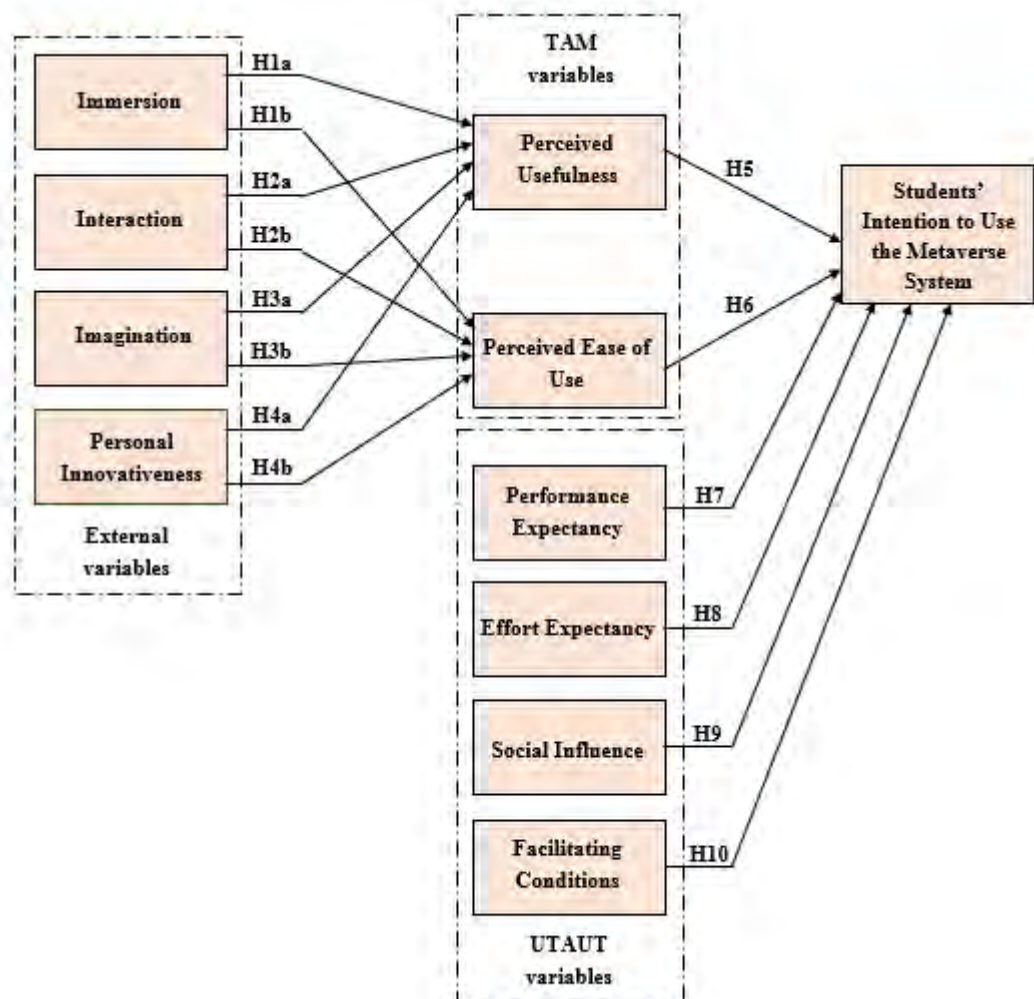 H1a
Immersion
H1b
H2a
Interaction
H2b
H3a
Imagination
H3b
H4a
Personal
Innovativeness
H4b
External
variables
TAM
variables
Perceived
Usefulness
H5
Perceived Ease of
Use
H6
Students’
Intention to Use
the Metaverse
System
Performance
Expectancy
H7
Effort Expectancy
H8
Social Influence
H9
Facilitating
Conditions
H10
UTAUT
variables